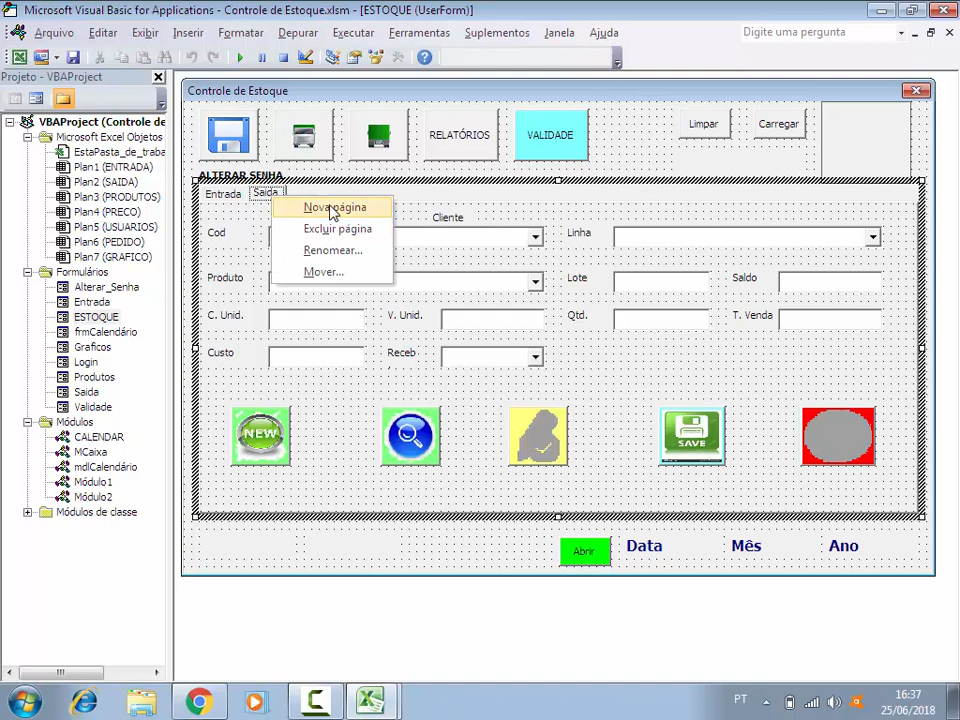 Microsoft Visual Basic for Applications - Controle de Estoque.xlsm - [ESTOQUE (UserForm)]
Arquivo Editar Exibir Inserir Formatar Depurar Executar Ferramentas Suplementos Janela Ajuda
Digite uma pergunta
Projeto - VBAProject
VBAProject (Controle de
Microsoft Excel Objetos
EstaPasta_de_traba
Plan1 (ENTRADA)
Plan2 (SAIDA)
Plan3 (PRODUTOS)
Plan4 (PRECO)
Plan5 (USUARIOS)
Plan6 (PEDIDO)
Plan7 (GRAFICO)
Formulários
Alterar_Senha
Entrada
ESTOQUE
frmCalendário
Graficos
Login
Produtos
Saida
Validade
Módulos
CALENDAR
MCaixa
mdlCalendário
Módulo1
Módulo2
Módulos de classe
Controle de Estoque
RELATÓRIOS
VALIDADE
Limpar
Carregar
ALTERAR SENHA
Entrada
Saida
Nova página
Excluir página
Renomear...
Mover...
Cod
Cliente
Linha
Produto
Lote
Saldo
C. Unid.
V. Unid.
Qtd.
T. Venda
Custo
Receb
NEW
SAVE
Abrir
Data
Mês
Ano
PT
16:37
25/06/2018